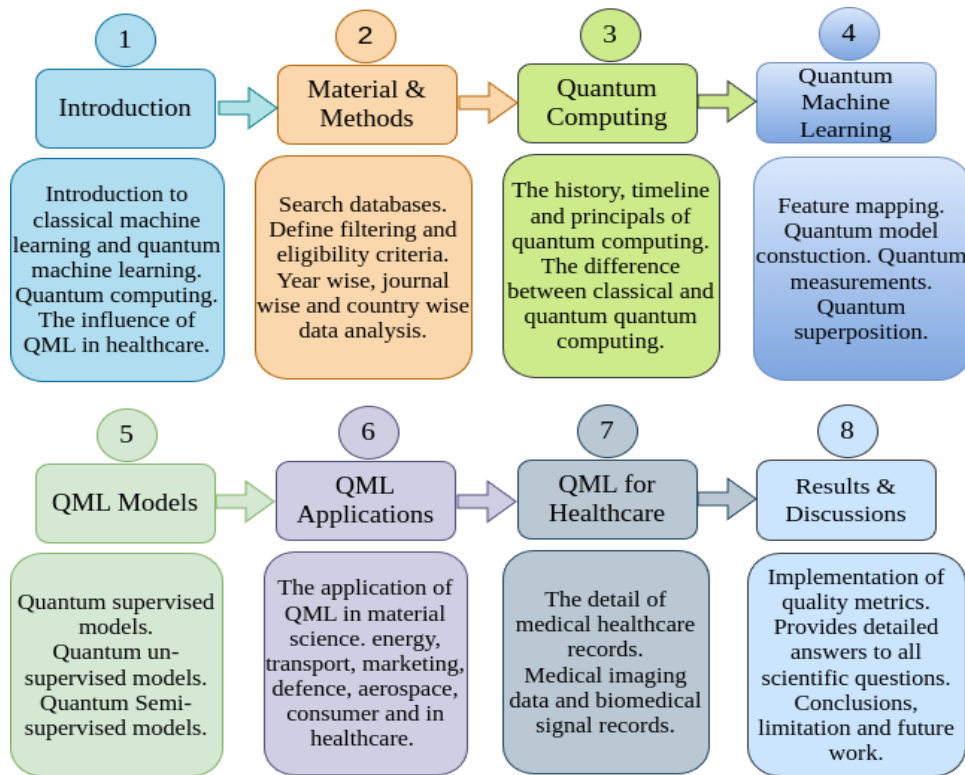 1
Introduction
Introduction to
classical machine
learning and quantum
machine learning.
Quantum computing.
The influence of
QML in healthcare.
2
Material &
Methods
Search databases.
Define filtering and
eligibility criteria.
Year wise, journal
wise and country wise
data analysis.
3
Quantum
Computing
The history, timeline
and principals of
quantum computing.
The difference
between classical and
quantum quantum
computing.
4
Quantum
Machine
Learning
Feature mapping.
Quantum model
constuction. Quantum
measurements.
Quantum
superposition.
5
QML Models
Quantum supervised
models.
Quantum un-
supervised models.
Quantum Semi-
supervised models.
6
QML
Applications
The application of
QML in material
science. energy,
transport, marketing,
defence, aerospace,
consumer and in
healthcare.
7
QML for
Healthcare
The detail of
medical healthcare
records.
Medical imaging
data and biomedical
signal records.
8
Results &
Discussions
Implementation of
quality metrics.
Provides detailed
answers to all
scientific questions.
Conclusions,
limitation and future
work.